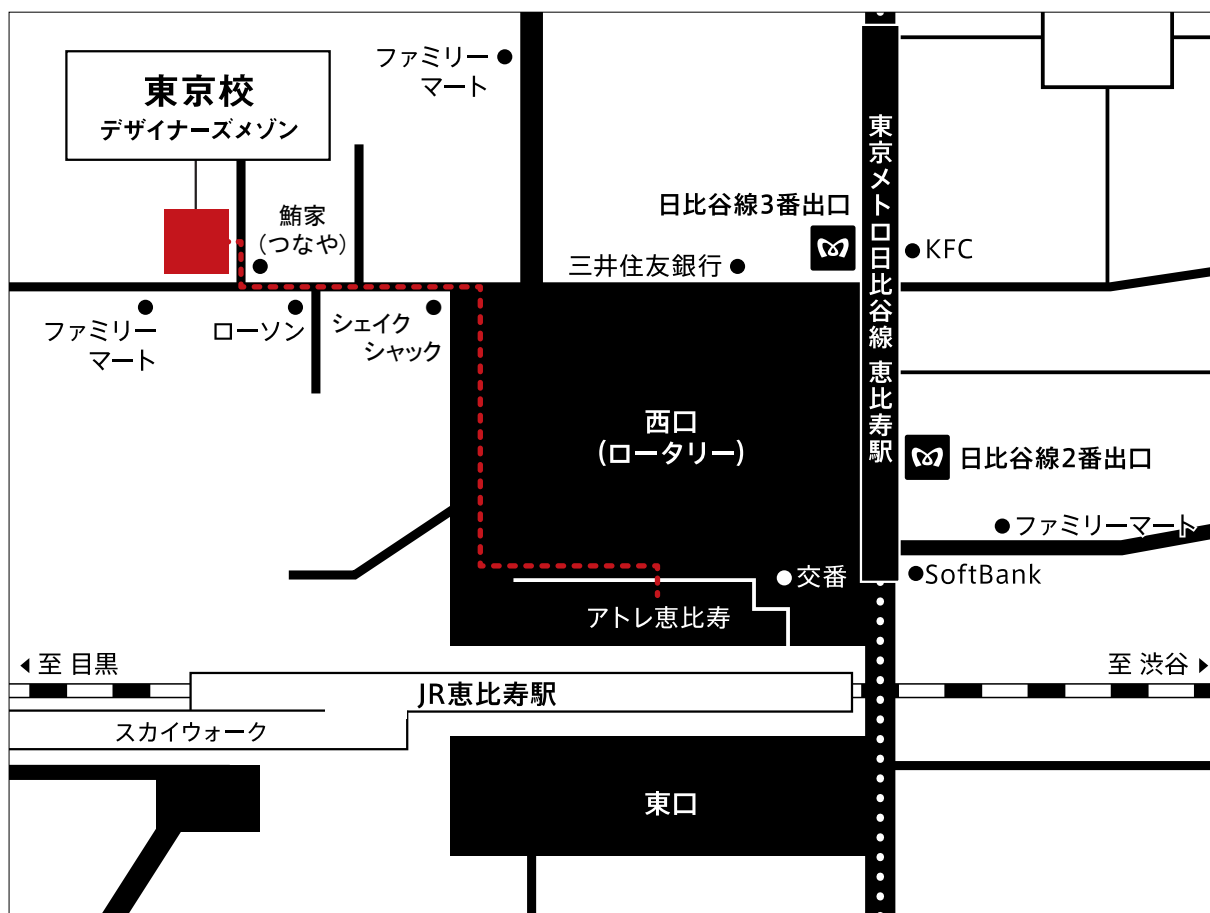 東京校
デザイナーズメゾン
ファミリー
マート
鮪家
(つなや)
日比谷線3番出口
三井住友銀行
KFC
東京メトロ日比谷線 恵比寿駅
ファミリー
マート
ローソン
シェイク
シャック
西口
(ロータリー)
日比谷線2番出口
ファミリーマート
交番
SoftBank
アトレ恵比寿
至 目黒
至 渋谷
JR恵比寿駅
スカイウォーク
東口